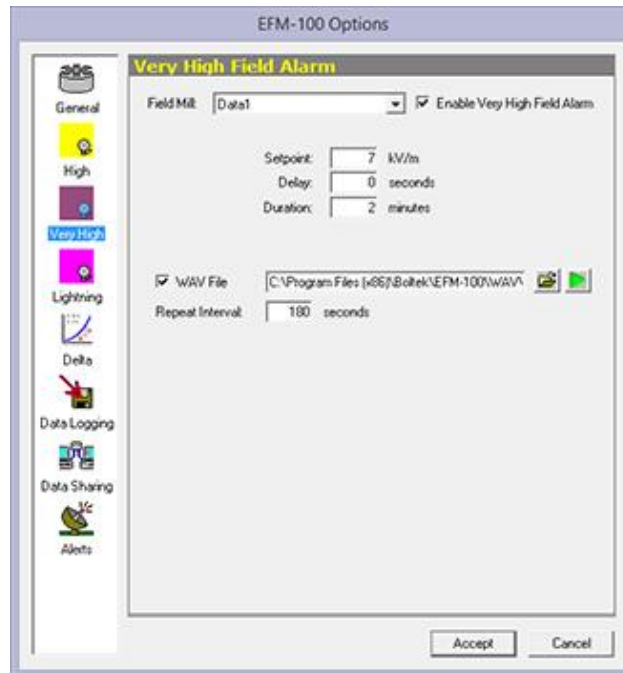 EFM-100 Options
General
High
Very High
Lightning
Delta
Data Logging
Data Sharing
Alerts
Very High Field Alarm
Field Mill: Data1 Enable Very High Field Alarm
Setpoint: 7 kV/m
Delay: 0 seconds
Duration: 2 minutes
WAV File C:\Program Files (x86)\Boltek\EFM-100\WAV\
Repeat Interval: 180 seconds
Accept Cancel